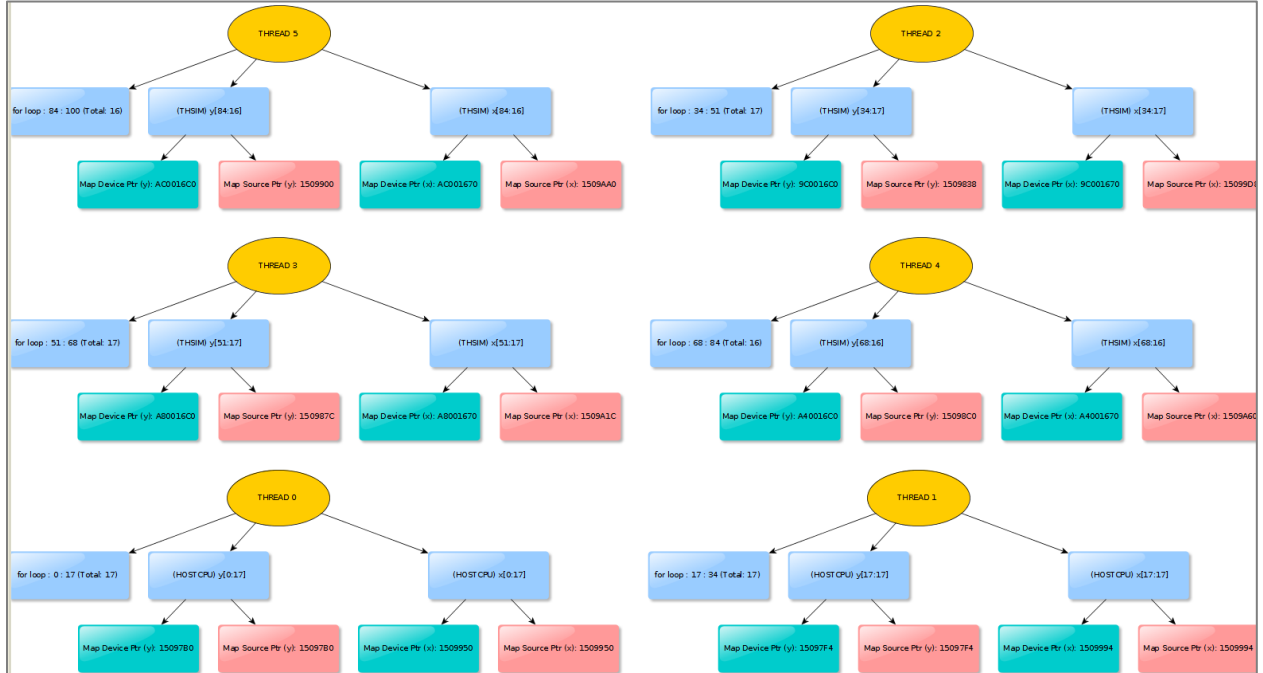 THREAD 5
THREAD 2
for loop : 84 : 100 (Total: 16)
(THSIM) y[84:16]
(THSIM) x[84:16]
for loop : 34 : 51 (Total: 17)
(THSIM) y[34:17]
(THSIM) x[34:17]
Map Device Ptr (y): AC0016C0
Map Source Ptr (y): 1509900
Map Device Ptr (x): AC001670
Map Source Ptr (x): 1509AA0
Map Device Ptr (y): 9C0016C0
Map Source Ptr (y): 1509838
Map Device Ptr (x): 9C001670
Map Source Ptr (x):
THREAD 3
THREAD 4
for loop : 51 : 68 (Total: 17)
(THSIM) y[51:17]
(THSIM) x[51:17]
for loop : 68 : 84 (Total: 16)
(THSIM) y[68:16]
(THSIM) x[68:16]
Map Device Ptr (y): A80016C0
Map Source Ptr (y): 150987C
Map Device Ptr (x): A8001670
Map Source Ptr (x): 1509A1C
Map Device Ptr (y): A40016C0
Map Source Ptr (y): 15098C0
Map Device Ptr (x): A4001670
Map Source Ptr (x): 1509A60
THREAD 0
THREAD 1
for loop : 0 : 17 (Total: 17)
(HOSTCPU) y[0:17]
(HOSTCPU) x[0:17]
for loop : 17 : 34 (Total: 17)
(HOSTCPU) y[17:17]
(HOSTCPU) x[17:17]
Map Device Ptr (y): 15097B0
Map Source Ptr (y): 15097B0
Map Device Ptr (x): 1509950
Map Source Ptr (x): 1509950
Map Device Ptr (y): 15097F4
Map Source Ptr (y): 15097F4
Map Device Ptr (x): 1509994
Map Source Ptr (x): 1509994